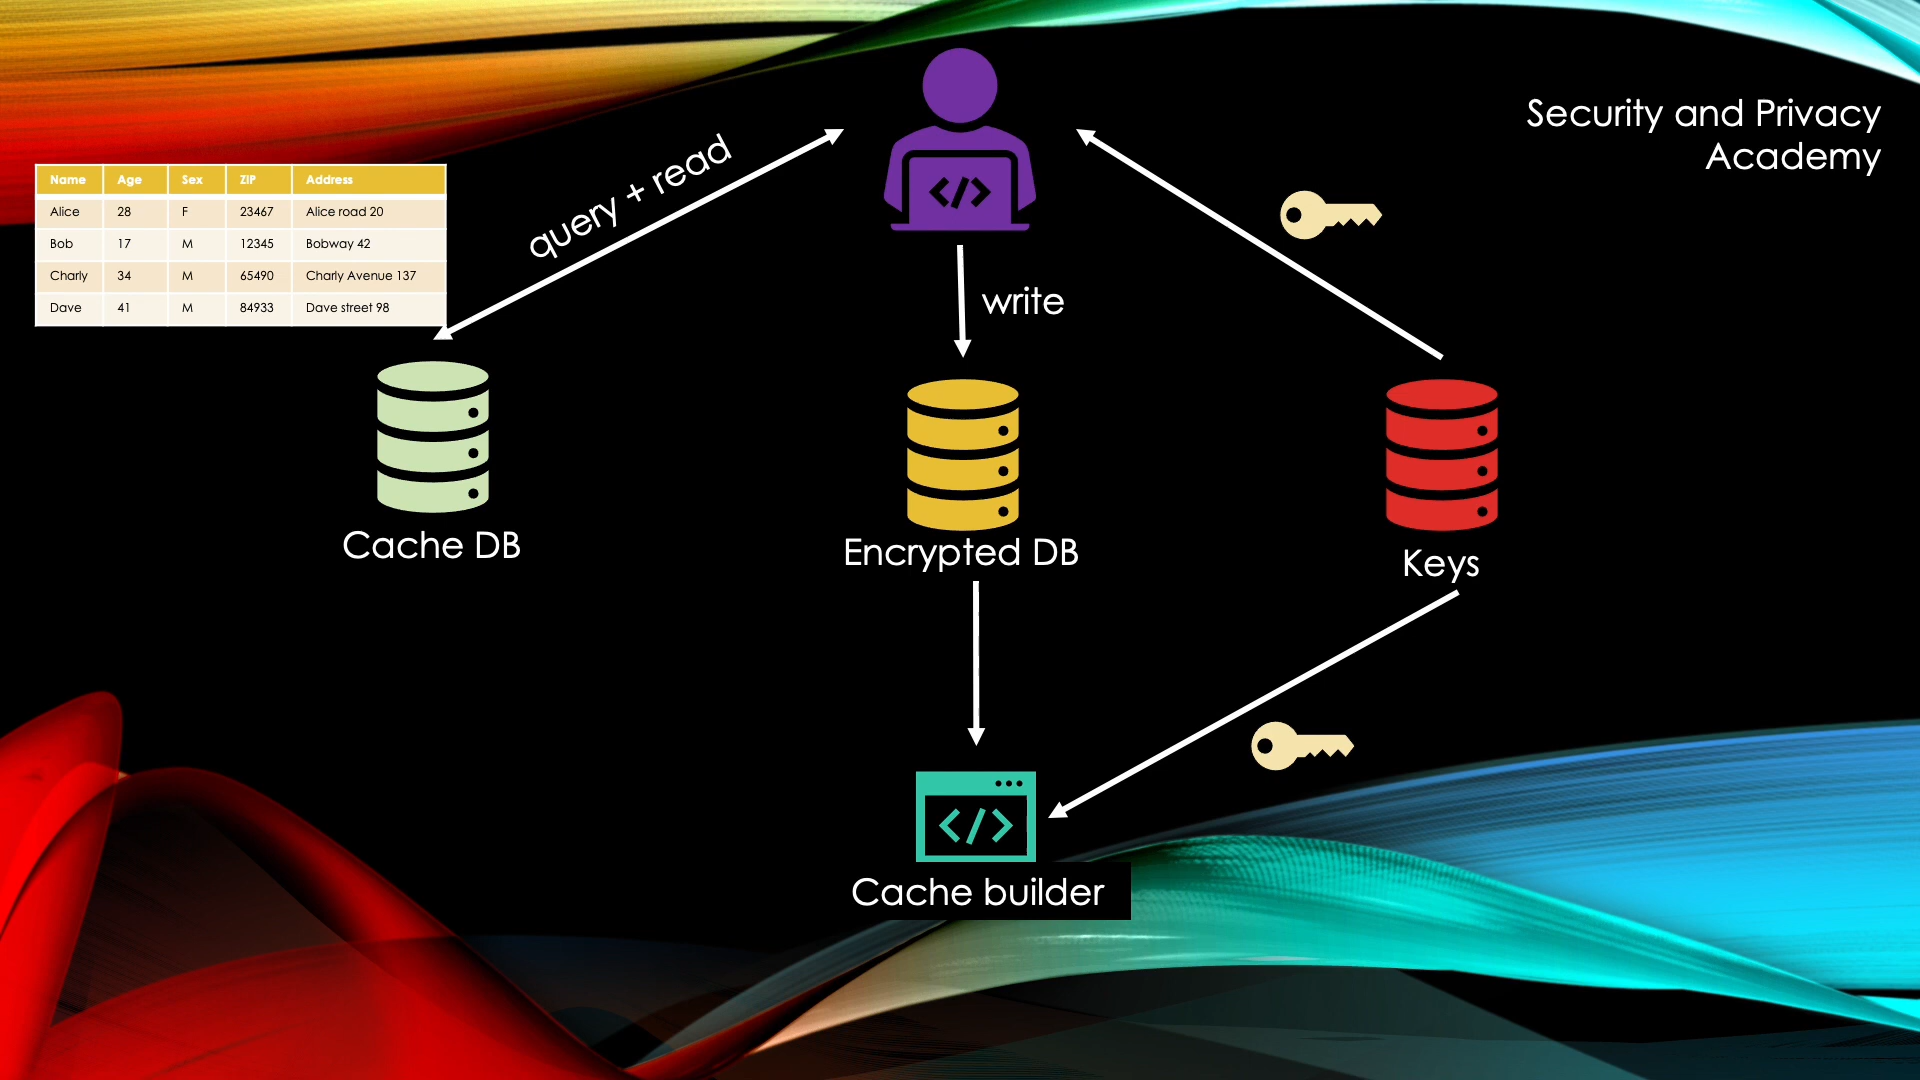 Security and Privacy
Academy
Name Age Sex ZIP Address
Alice 28 F 23467 Alice road 20
Bob 17 M 12345 Bobway 42
Charly 34 M 65490 Charly Avenue 137
Dave 41 M 84933 Dave street 98
query + read
</>
write
Cache DB
Encrypted DB
Keys
</>
Cache builder